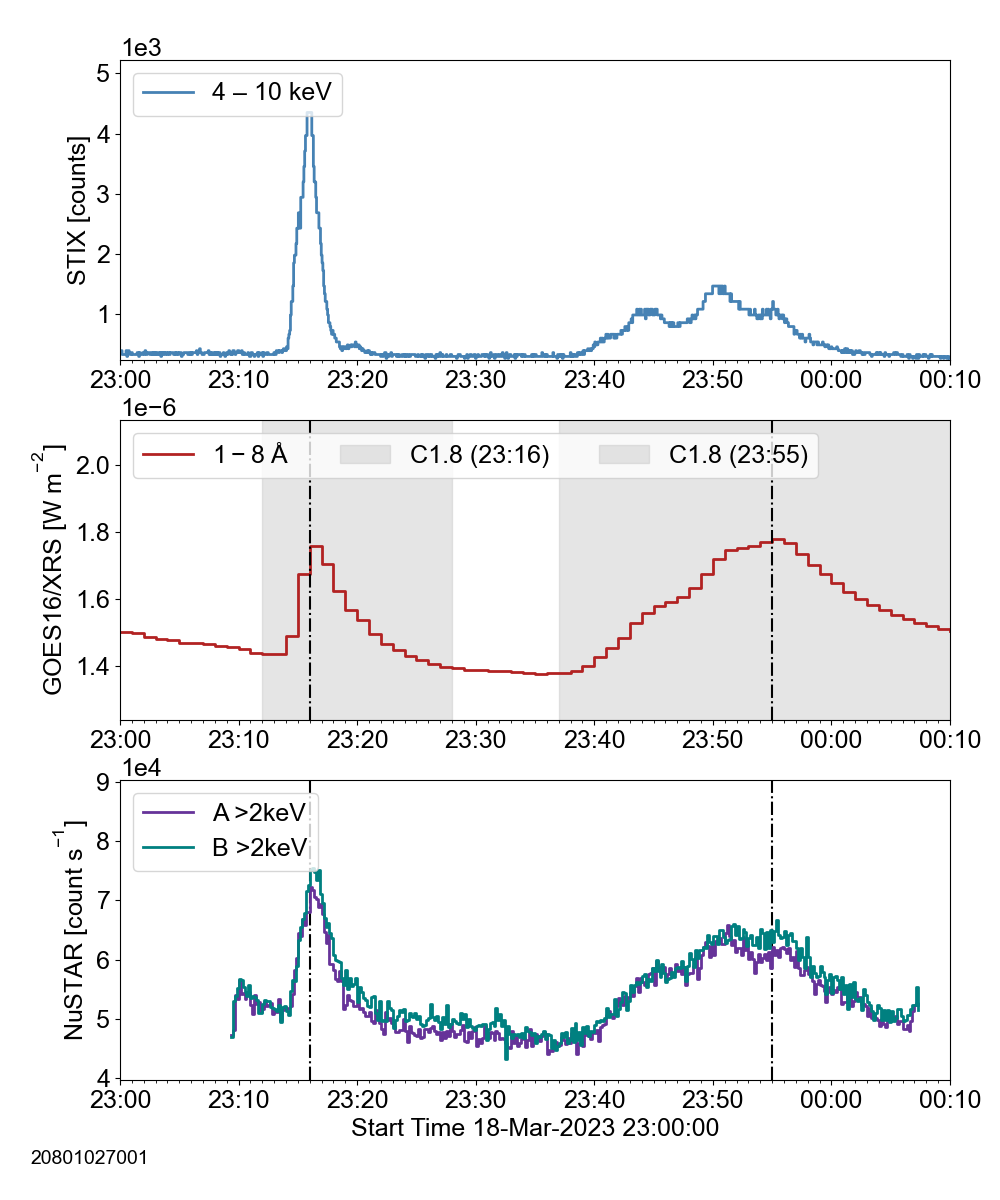 1e3
4 – 10 keV
STIX [counts]
5
4
3
2
1
23:00 23:10 23:20 23:30 23:40 23:50 00:00 00:10
1e−6
1 – 8 Å C1.8 (23:16) C1.8 (23:55)
GOES16/XRS [W m⁻²]
2.0
1.8
1.6
1.4
23:00 23:10 23:20 23:30 23:40 23:50 00:00 00:10
1e4
A >2keV
B >2keV
NuSTAR [count s⁻¹]
9
8
7
6
5
4
23:00 23:10 23:20 23:30 23:40 23:50 00:00 00:10
Start Time 18-Mar-2023 23:00:00
20801027001